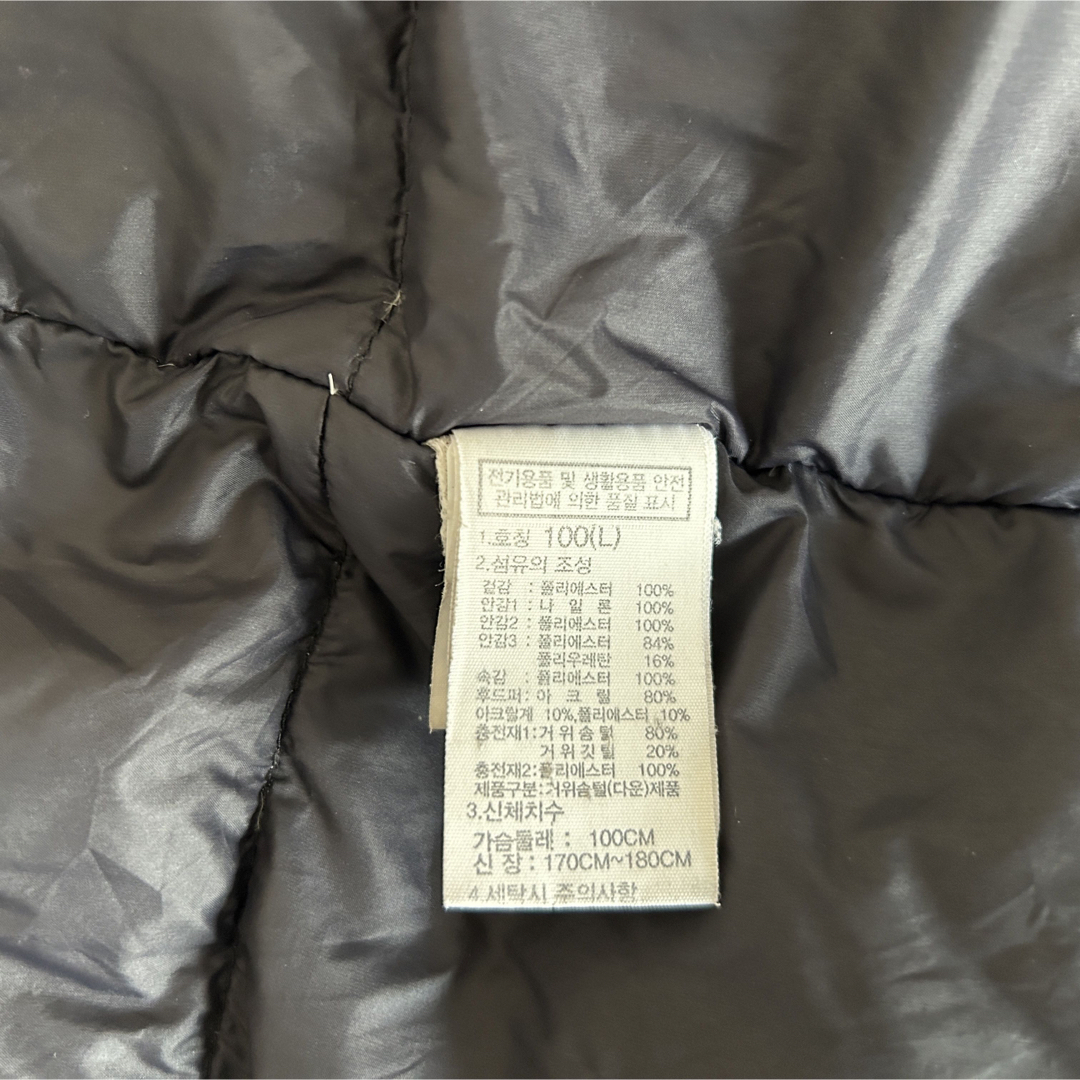 전기용품 및 생활용품 안전
관리법에 의한 품질 표시
1.호칭 100(L)
2.섬유의 조성
겉감 : 폴리에스터 100%
안감1 : 나 일 론 100%
안감2 : 폴리에스터 100%
안감3 : 폴리에스터 84%
폴리우레탄 16%
속감 : 폴리에스터 100%
후드퍼: 아 크 릴 80%
아크릴계 10%,폴리에스터 10%
충전재1:거위솜털 80%
거위깃털 20%
충전재2:폴리에스터 100%
제품구분:거위솜털(다운)제품
3.신체치수
가슴둘레 : 100CM
신 장 : 170CM~180CM
4.세탁시 주의사항